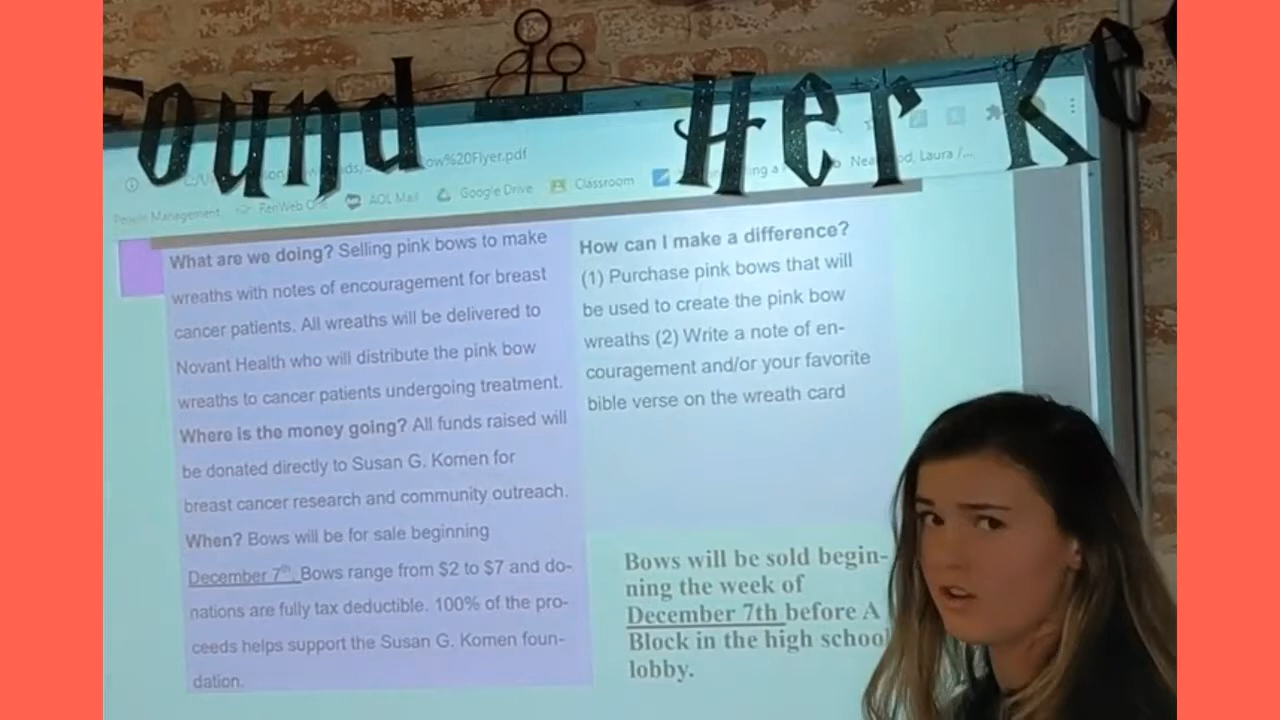 ound Her Ke
ow%20Flyer.pdf
People Management
RenWeb
AOL Mail
Google Drive
Classroom
Laura /...
What are we doing? Selling pink bows to make
wreaths with notes of encouragement for breast
cancer patients. All wreaths will be delivered to
Novant Health who will distribute the pink bow
wreaths to cancer patients undergoing treatment.
Where is the money going? All funds raised will
be donated directly to Susan G. Komen for
breast cancer research and community outreach.
When? Bows will be for sale beginning
December 7th. Bows range from $2 to $7 and do-
nations are fully tax deductible. 100% of the pro-
ceeds helps support the Susan G. Komen foun-
dation.
How can I make a difference?
(1) Purchase pink bows that will
be used to create the pink bow
wreaths (2) Write a note of en-
couragement and/or your favorite
bible verse on the wreath card
Bows will be sold begin-
ning the week of
December 7th before A
Block in the high school
lobby.